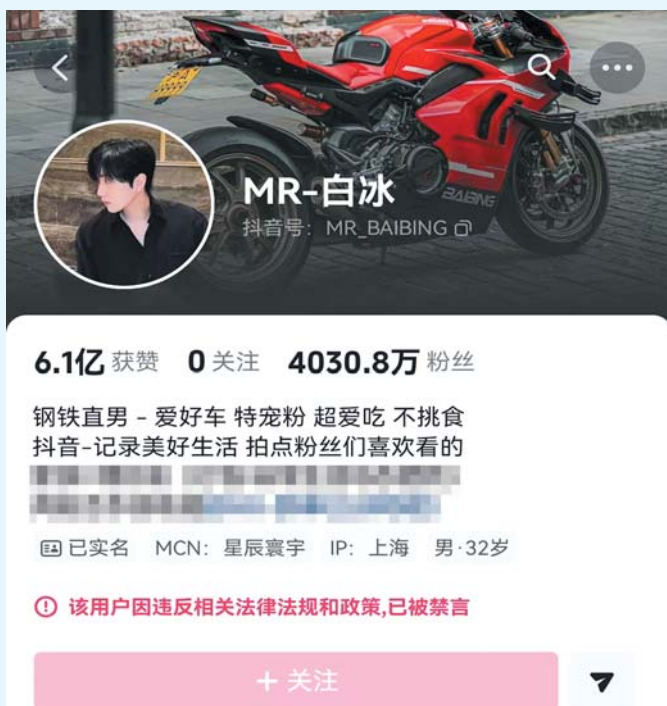 MR-白冰
抖音号：MR_BAIBING
BAIBING
6.1亿 获赞 0 关注 4030.8万 粉丝
钢铁直男 - 爱好车 特宠粉 超爱吃 不挑食
抖音-记录美好生活 拍点粉丝们喜欢看的
已实名 MCN：星辰寰宇 IP：上海 男·32岁
该用户因违反相关法律法规和政策,已被禁言
+ 关注